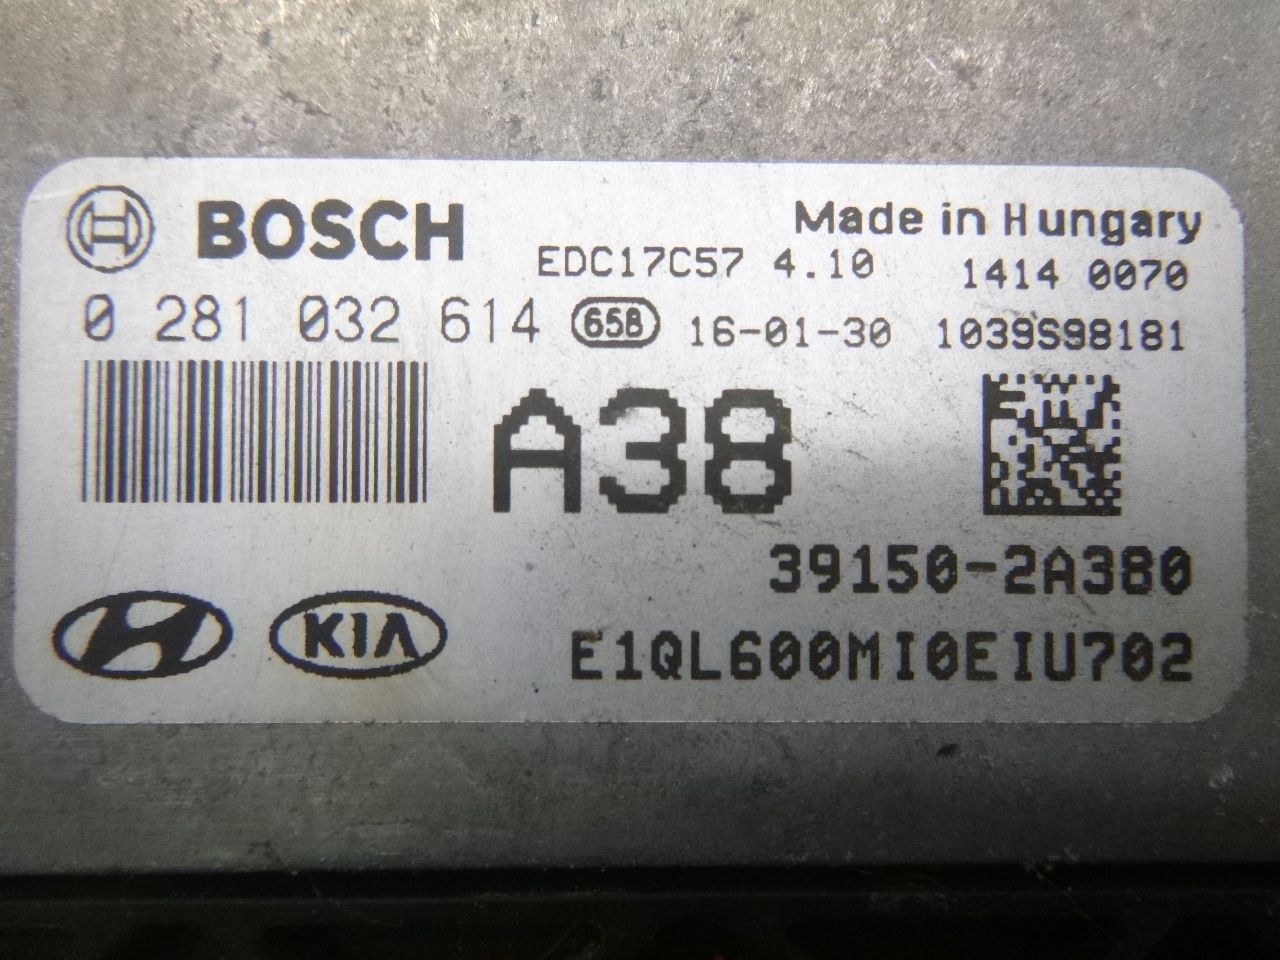 BOSCH
Made in Hungary
EDC17C57 4.10 1414 0070
0 281 032 614 65B 16-01-30 1039S98181
A38
39150-2A380
KIA
E1QL600MI0EIU702